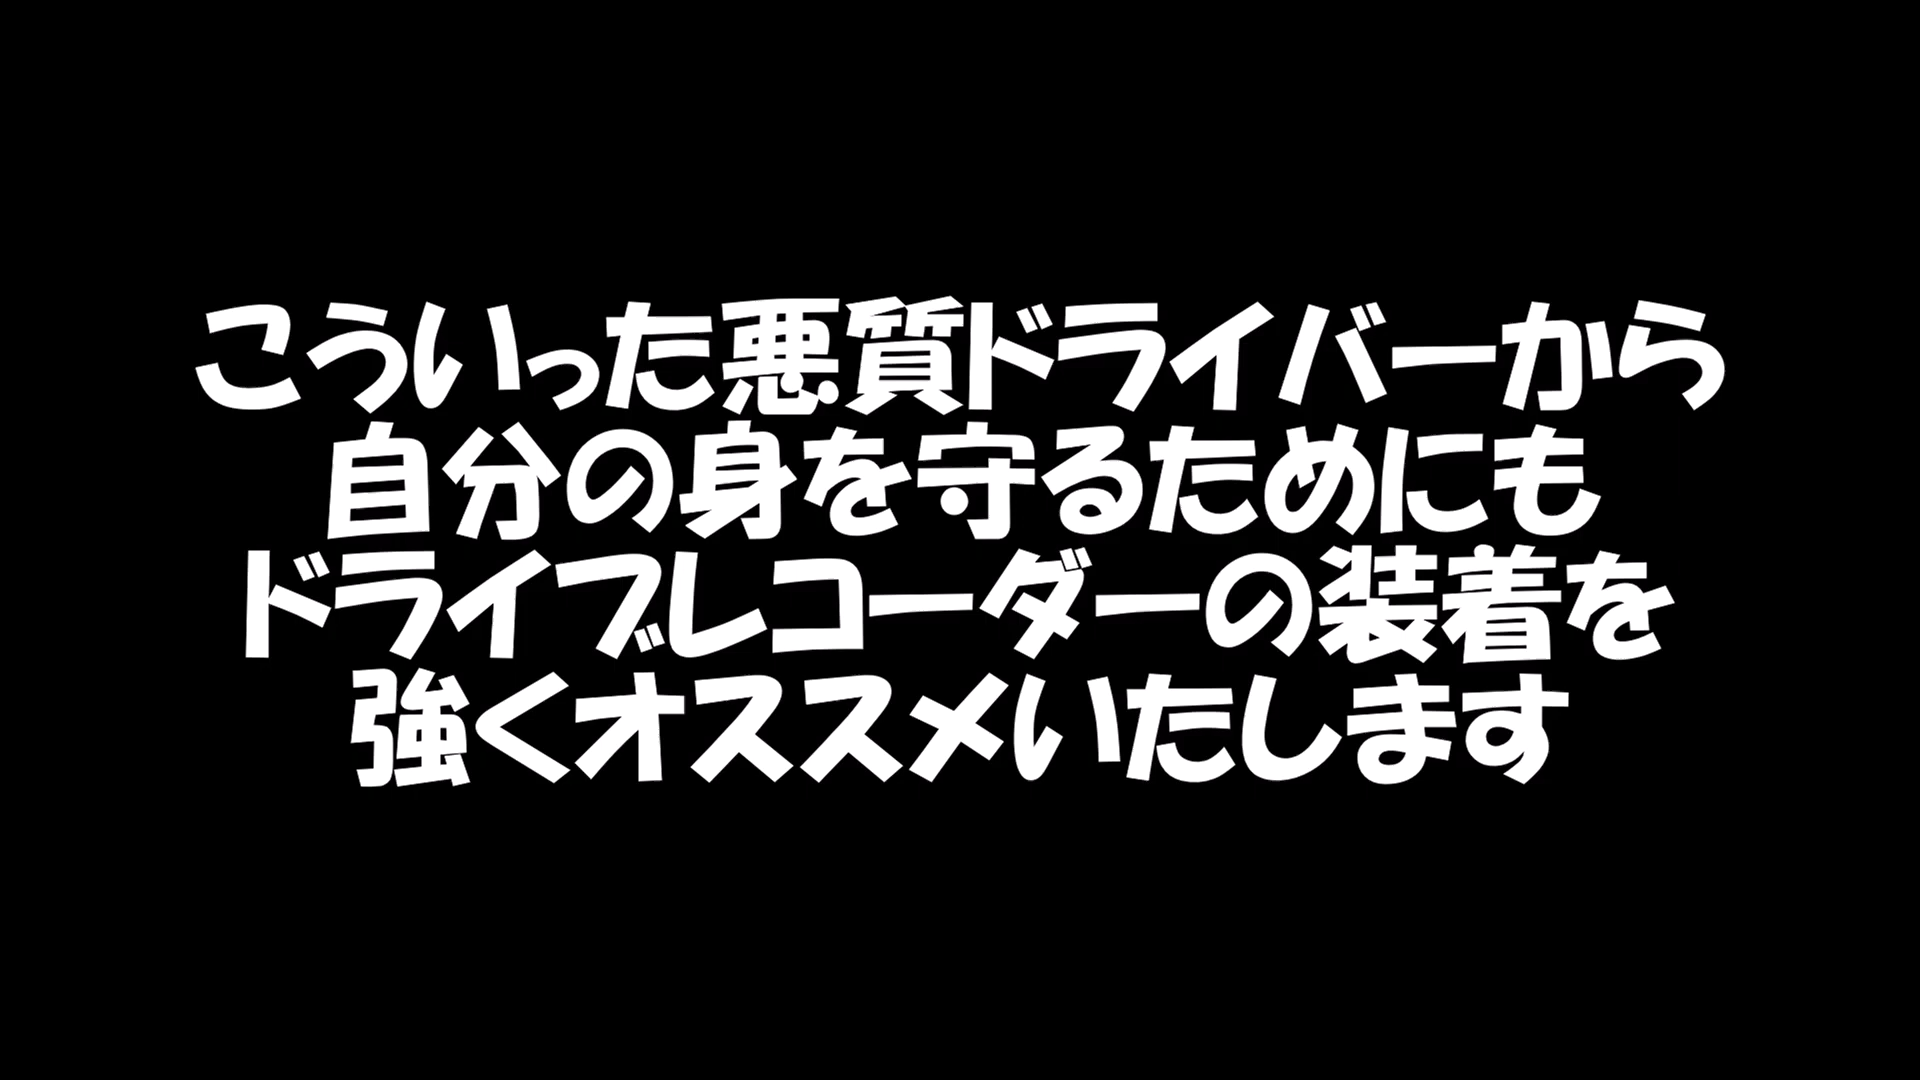 こういった悪質ドライバーから
自分の身を守るためにも
ドライブレコーダーの装着を
強くオススメいたします